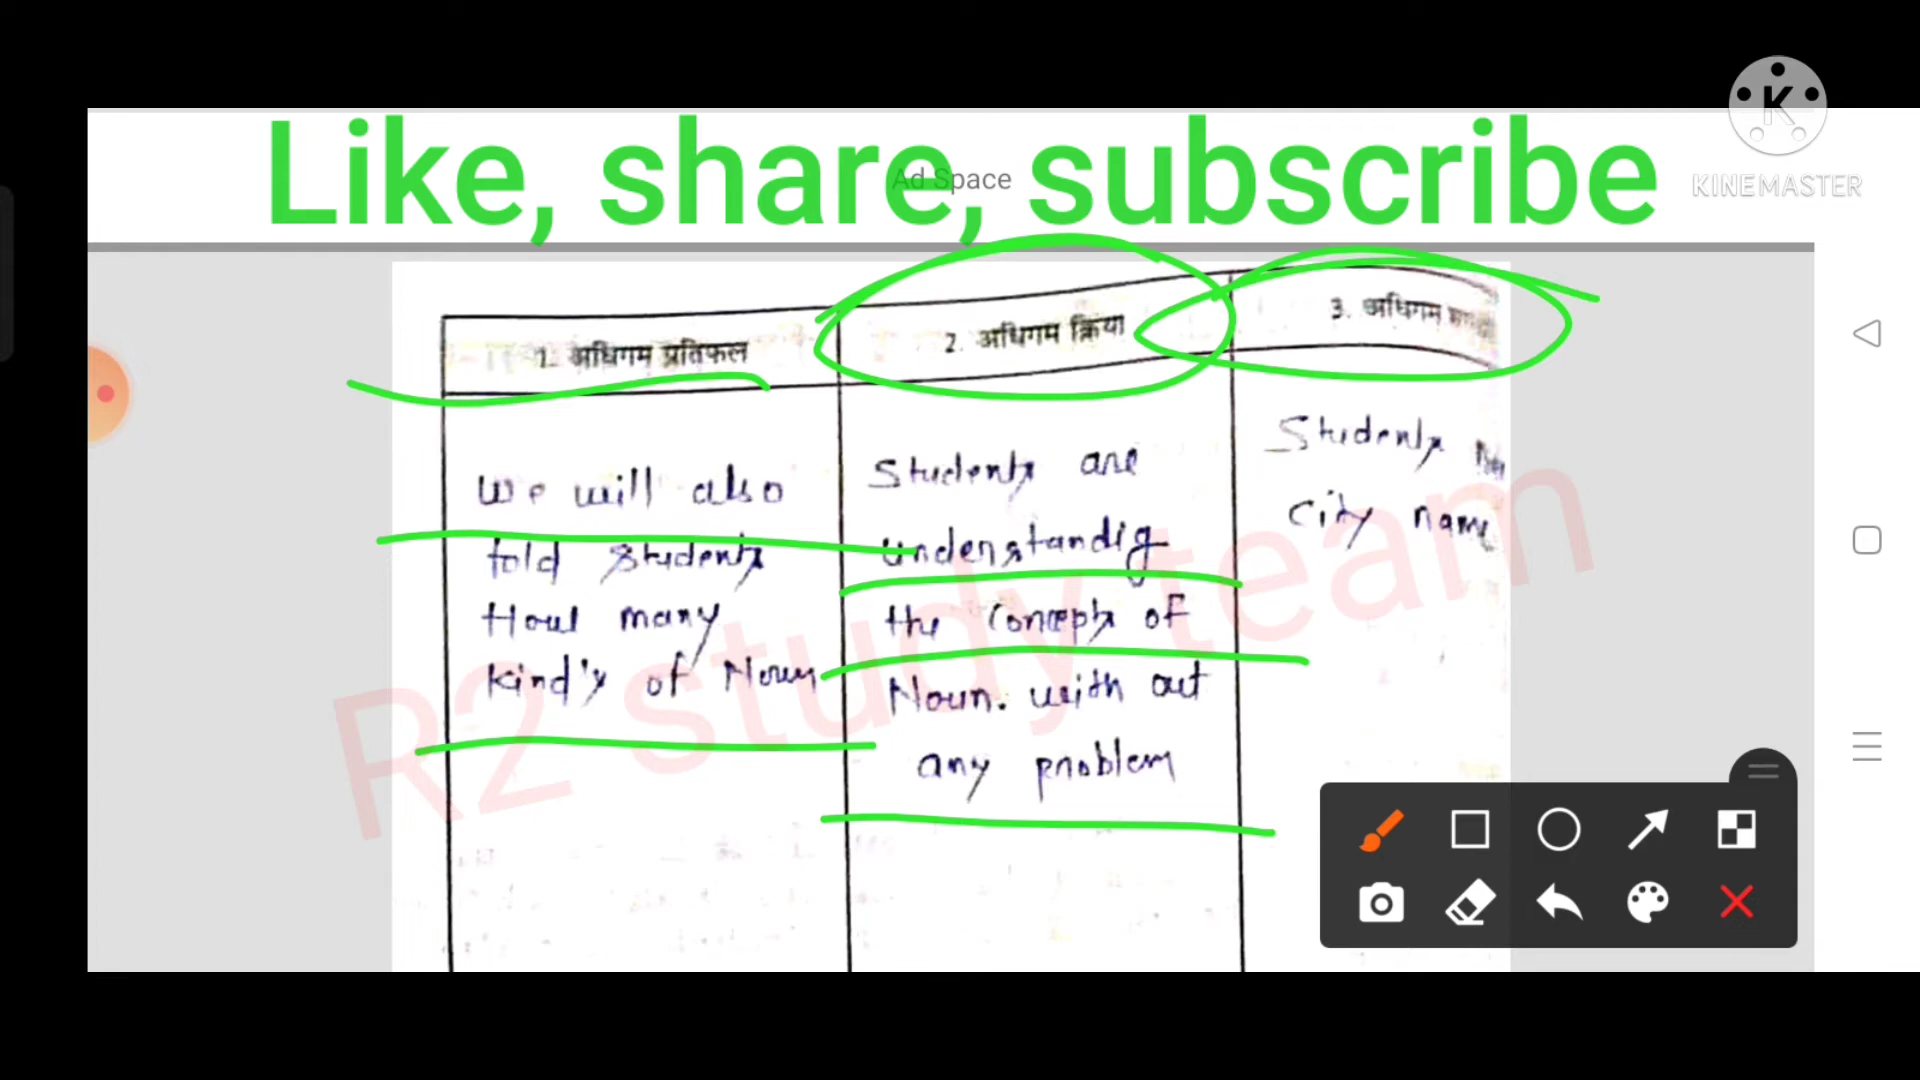 Like, share, subscribe
Ad Space
KINEMASTER
1. अधिगम प्रतिफल
2. अधिगम क्रिया
3. अधिगम
We will also
told students
How many
Kind's of Noun
Students are
understandig
the concepts of
Noun. with out
any problem
Students
city name
R2 study team